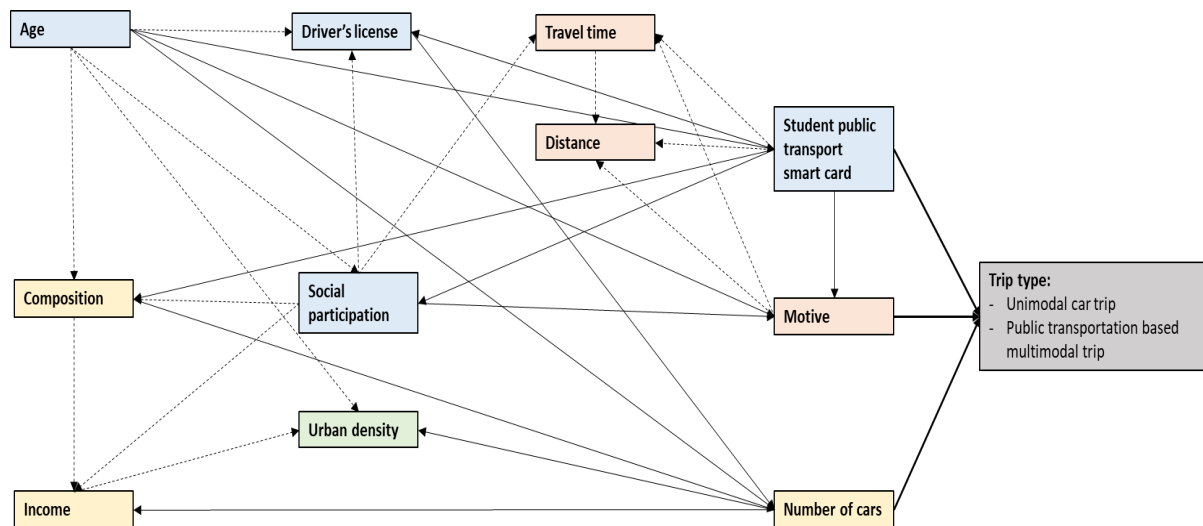 Age
Driver's license
Travel time
Distance
Student public
transport
smart card
Composition
Social
participation
Motive
Trip type:
- Unimodal car trip
- Public transportation based
multimodal trip
Urban density
Income
Number of cars